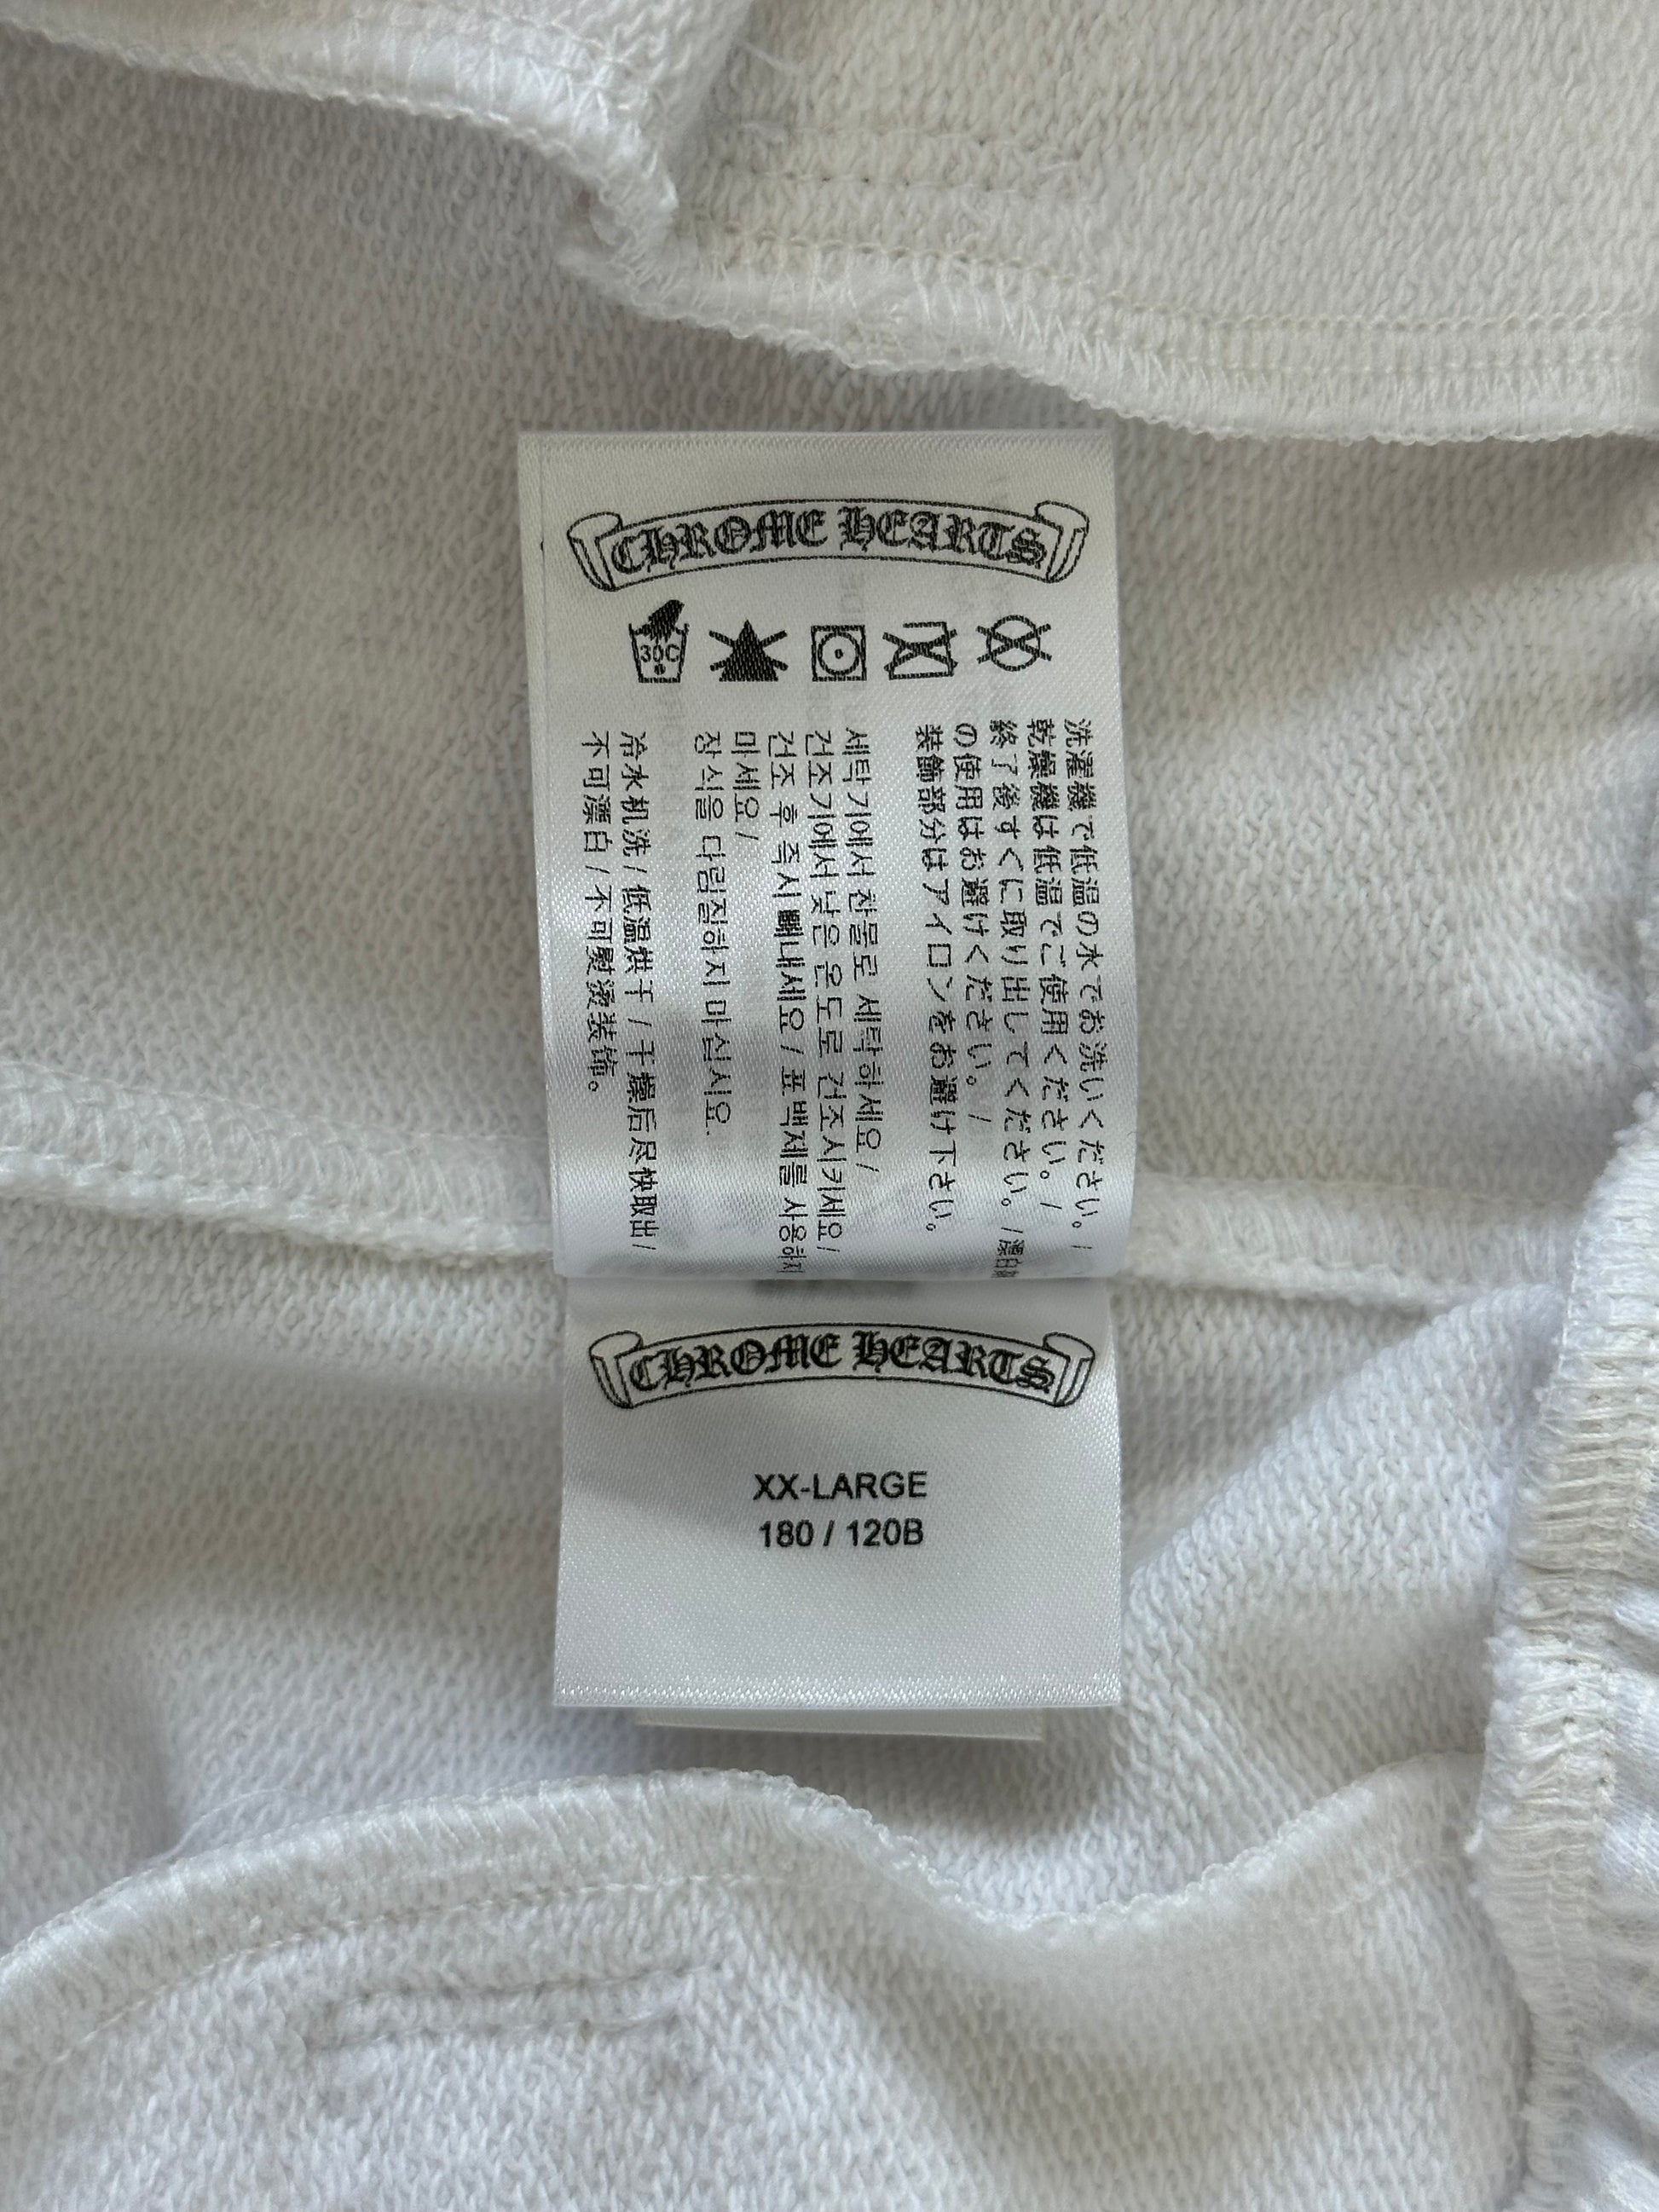 CHROME HEARTS
30C
洗濯機で低温の水でお洗いください。/
乾燥機は低温でご使用ください。/
終了後すぐに取り出してください。/漂白剤
の使用はお避けください。/
装飾部分はアイロンをお避け下さい。
세탁기에서 찬물로 세탁하세요/
건조기에서 낮은 온도로 건조시키세요/
건조 후 즉시 빼내세요 / 표백제를 사용하지
마세요/
장식을 다림질하지 마십시요.
冷水机洗 / 低温烘干 / 干燥后尽快取出/
不可漂白 / 不可熨烫装饰。
CHROME HEARTS
XX-LARGE
180 / 120B